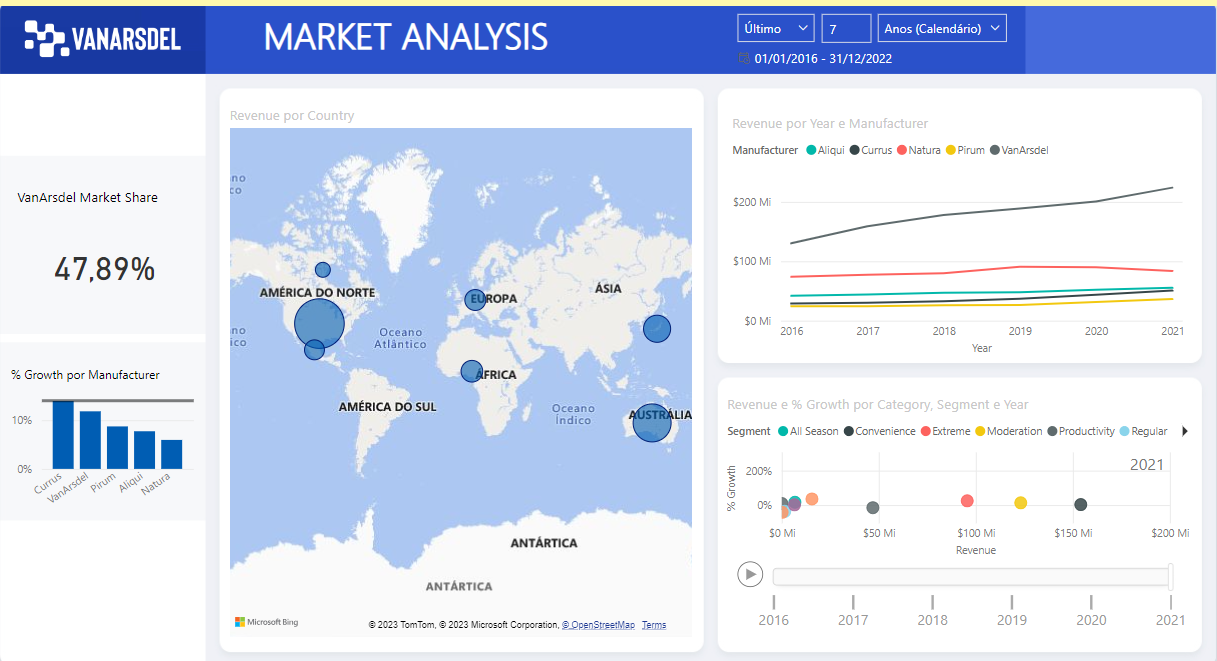 VANARSDEL
MARKET ANALYSIS
Último 7 Anos (Calendário)
01/01/2016 - 31/12/2022
VanArsdel Market Share
47,89%
% Growth por Manufacturer
10%
0%
Currus VanArsdel Pirum Aliqui Natura
Revenue por Country
no
co
AMÉRICA DO NORTE
EUROPA
ÁSIA
no
ico
Oceano
Atlântico
ÁFRICA
AMÉRICA DO SUL
Oceano
Índico
AUSTRÁLIA
ANTÁRTICA
ANTÁRTICA
Microsoft Bing
© 2023 TomTom, © 2023 Microsoft Corporation, © OpenStreetMap Terms
Revenue por Year e Manufacturer
Manufacturer Aliqui Currus Natura Pirum VanArsdel
$200 Mi
$100 Mi
$0 Mi
2016 2017 2018 2019 2020 2021
Year
Revenue e % Growth por Category, Segment e Year
Segment All Season Convenience Extreme Moderation Productivity Regular
2021
% Growth
200%
0%
$0 Mi $50 Mi $100 Mi $150 Mi $200 Mi
Revenue
2016 2017 2018 2019 2020 2021